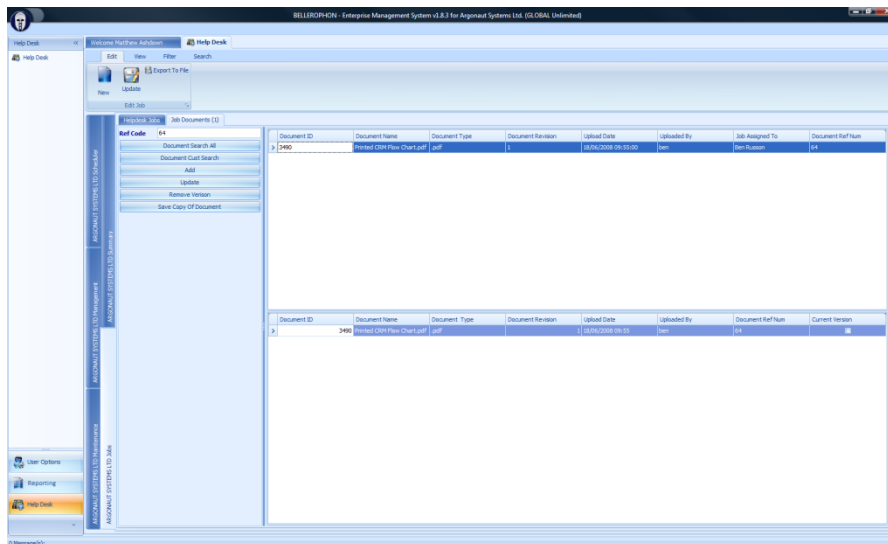 BELLEROPHON - Enterprise Management System v1.8.3 for Argonaut Systems Ltd. (GLOBAL Unlimited)
Help Desk
Welcome Matthew Ashdown
Help Desk
Help Desk
Edit View Filter Search
New
Update
Export To File
Edit Job
Helpdesk Jobs
Job Documents (1)
Ref Code 64
Document Search All
Document Cust Search
Add
Update
Remove Version
Save Copy Of Document
Document ID Document Name Document Type Document Revision Upload Date Uploaded By Job Assigned To Document Ref Num
3490 Printed CRM Flow Chart.pdf .pdf 1 18/06/2008 09:55:00 ben Ben Russon 64
Document ID Document Name Document Type Document Revision Upload Date Uploaded By Document Ref Num Current Version
3490 Printed CRM Flow Chart.pdf .pdf 1 18/06/2008 09:55 ben 64
ARGONAUT SYSTEMS LTD Scheduler
ARGONAUT SYSTEMS LTD Summary
ARGONAUT SYSTEMS LTD Management
ARGONAUT SYSTEMS LTD Maintenance
ARGONAUT SYSTEMS LTD Jobs
User Options
Reporting
Help Desk
0 Message(s):